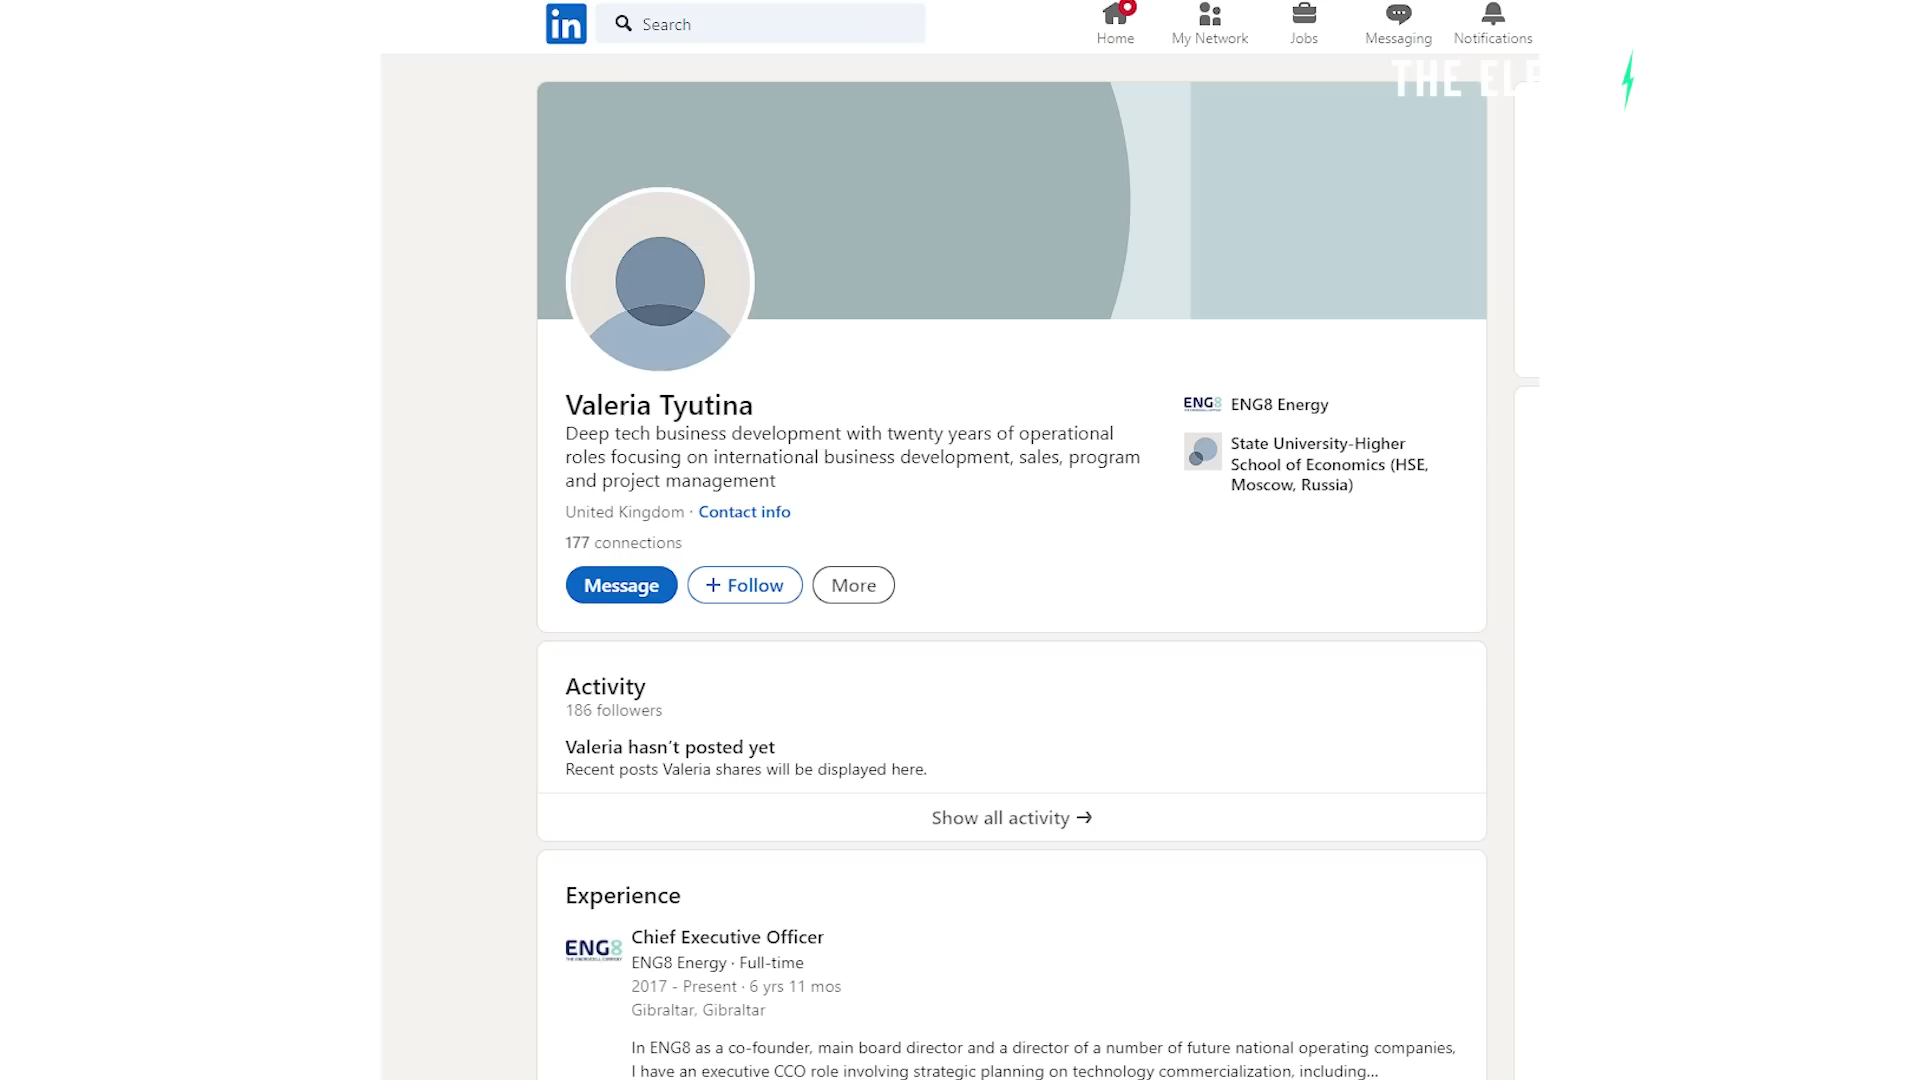 in
Search
Home
My Network
Jobs
Messaging
Notifications
THE ELE
Valeria Tyutina
Deep tech business development with twenty years of operational
roles focusing on international business development, sales, program
and project management
United Kingdom · Contact info
177 connections
Message
+ Follow
More
ENG8
ENG8 Energy
State University-Higher
School of Economics (HSE,
Moscow, Russia)
Activity
186 followers
Valeria hasn't posted yet
Recent posts Valeria shares will be displayed here.
Show all activity →
Experience
ENG8
Chief Executive Officer
ENG8 Energy · Full-time
2017 - Present · 6 yrs 11 mos
Gibraltar, Gibraltar
In ENG8 as a co-founder, main board director and a director of a number of future national operating companies,
I have an executive CCO role involving strategic planning on technology commercialization, including...